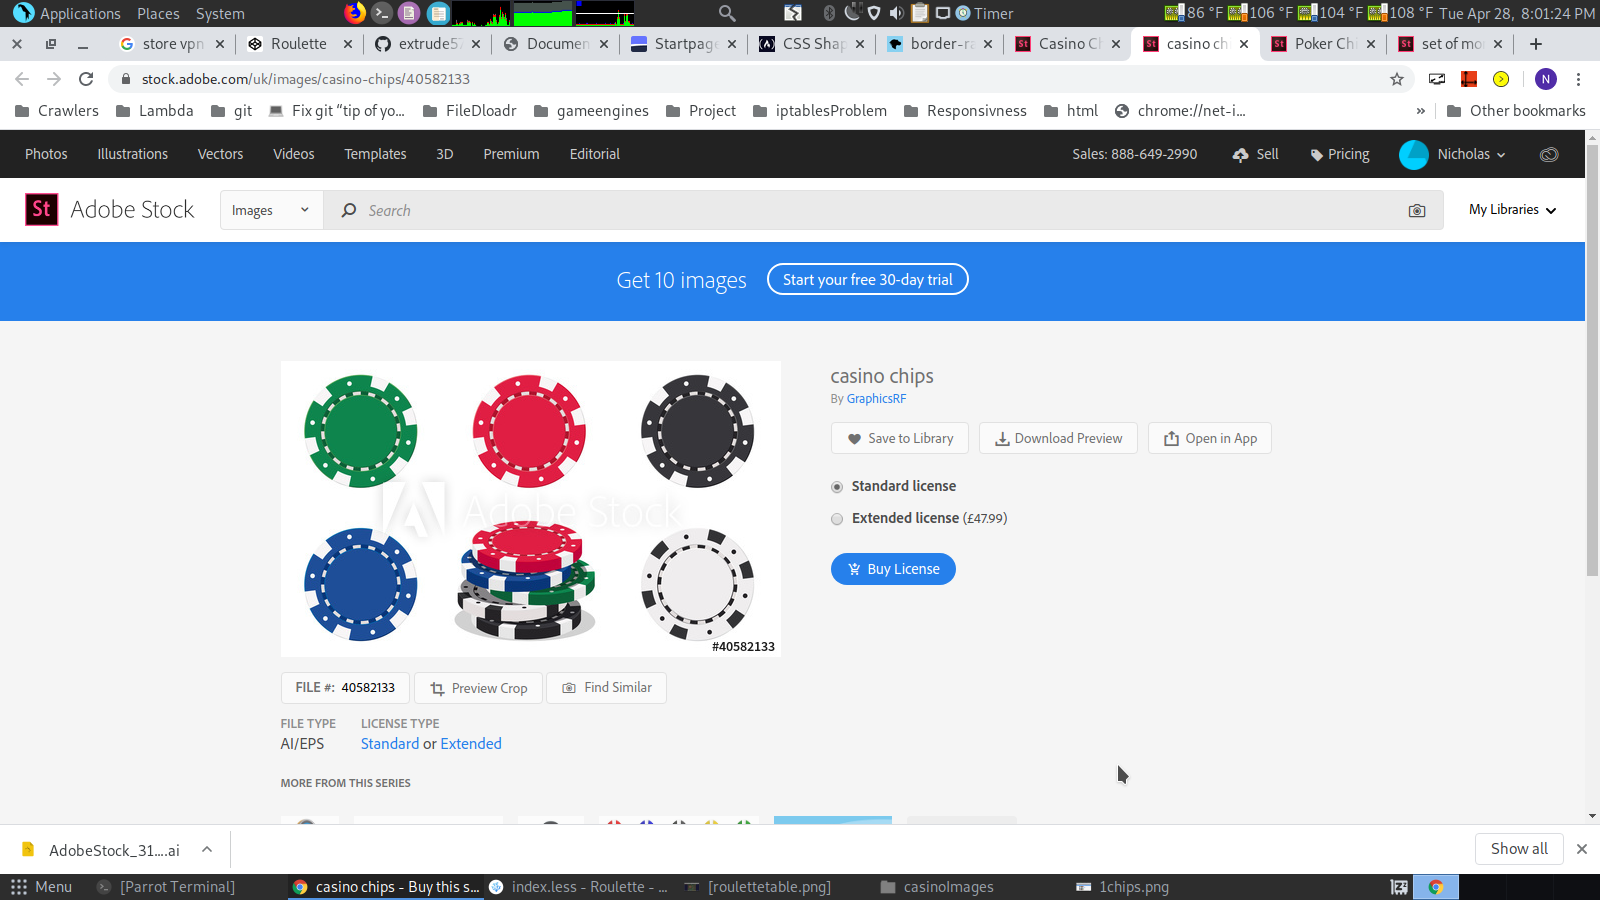 Applications Places System Timer 86 °F 106 °F 104 °F 108 °F Tue Apr 28, 8:01:24 PM
store vpn Roulette extrude57 Documen Startpage CSS Shap border-ra Casino Ch casino ch Poker Chi set of mo
stock.adobe.com/uk/images/casino-chips/40582133 N
Crawlers Lambda git Fix git “tip of yo... FileDloadr gameengines Project iptablesProblem Responsivness html chrome://net-i... » Other bookmarks
Photos Illustrations Vectors Videos Templates 3D Premium Editorial Sales: 888-649-2990 Sell Pricing Nicholas
St Adobe Stock Images Search My Libraries
Get 10 images Start your free 30-day trial
casino chips
By GraphicsRF
Save to Library Download Preview Open in App
Standard license
Extended license (£47.99)
Buy License
Adobe Stock
#40582133
FILE #: 40582133 Preview Crop Find Similar
FILE TYPE LICENSE TYPE
AI/EPS Standard or Extended
MORE FROM THIS SERIES
AdobeStock_31....ai Show all
Menu [Parrot Terminal] casino chips - Buy this s... index.less - Roulette - ... [roulettetable.png] casinoImages 1chips.png